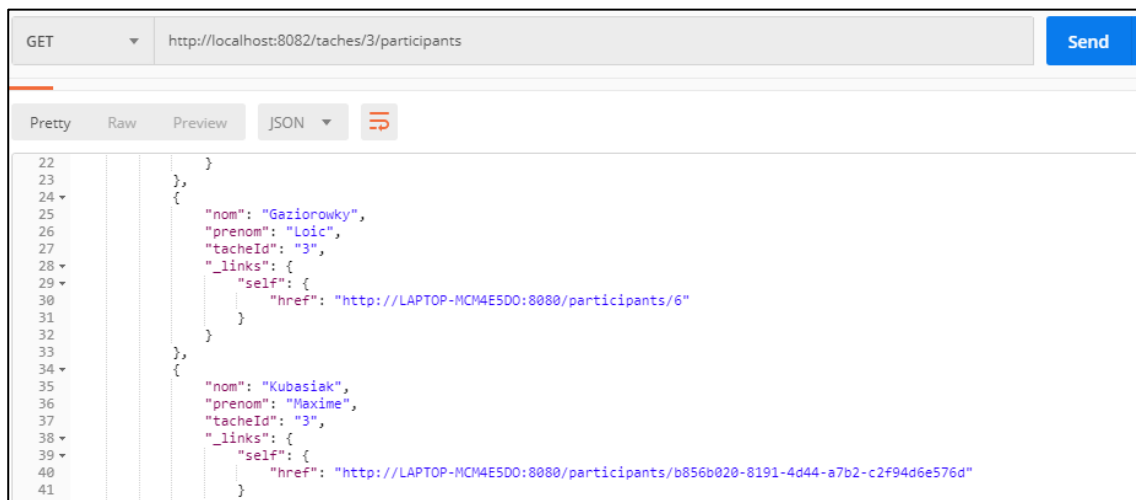 GET http://localhost:8082/taches/3/participants Send
Pretty Raw Preview JSON
22 }
23 },
24 {
25 "nom": "Gaziorowky",
26 "prenom": "Loic",
27 "tacheId": "3",
28 "_links": {
29 "self": {
30 "href": "http://LAPTOP-MCM4E5DO:8080/participants/6"
31 }
32 }
33 },
34 {
35 "nom": "Kubasiak",
36 "prenom": "Maxime",
37 "tacheId": "3",
38 "_links": {
39 "self": {
40 "href": "http://LAPTOP-MCM4E5DO:8080/participants/b856b020-8191-4d44-a7b2-c2f94d6e576d"
41 }